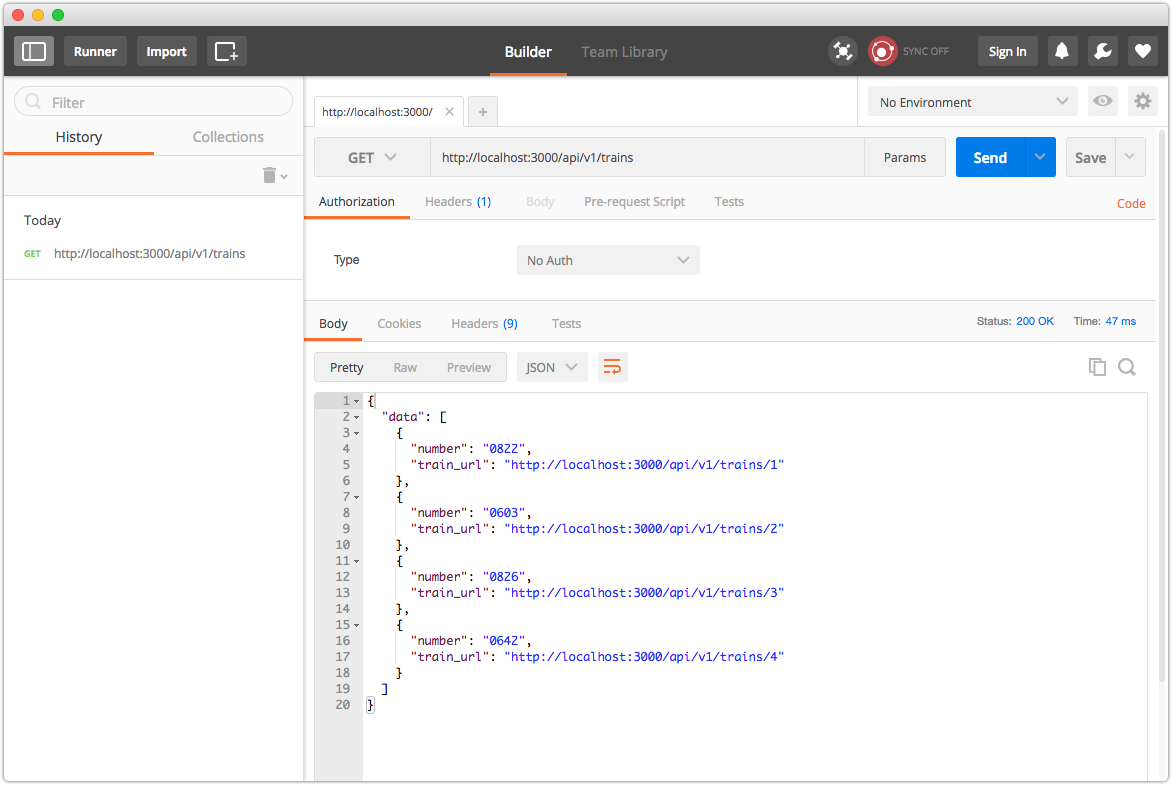 Runner Import Builder Team Library SYNC OFF Sign In
Filter
History Collections
Today
GET http://localhost:3000/api/v1/trains
http://localhost:3000/ No Environment
GET http://localhost:3000/api/v1/trains Params Send Save
Authorization Headers (1) Body Pre-request Script Tests Code
Type No Auth
Body Cookies Headers (9) Tests Status: 200 OK Time: 47 ms
Pretty Raw Preview JSON
1 {
2 "data": [
3 {
4 "number": "0822",
5 "train_url": "http://localhost:3000/api/v1/trains/1"
6 },
7 {
8 "number": "0603",
9 "train_url": "http://localhost:3000/api/v1/trains/2"
10 },
11 {
12 "number": "0826",
13 "train_url": "http://localhost:3000/api/v1/trains/3"
14 },
15 {
16 "number": "0642",
17 "train_url": "http://localhost:3000/api/v1/trains/4"
18 }
19 ]
20 }